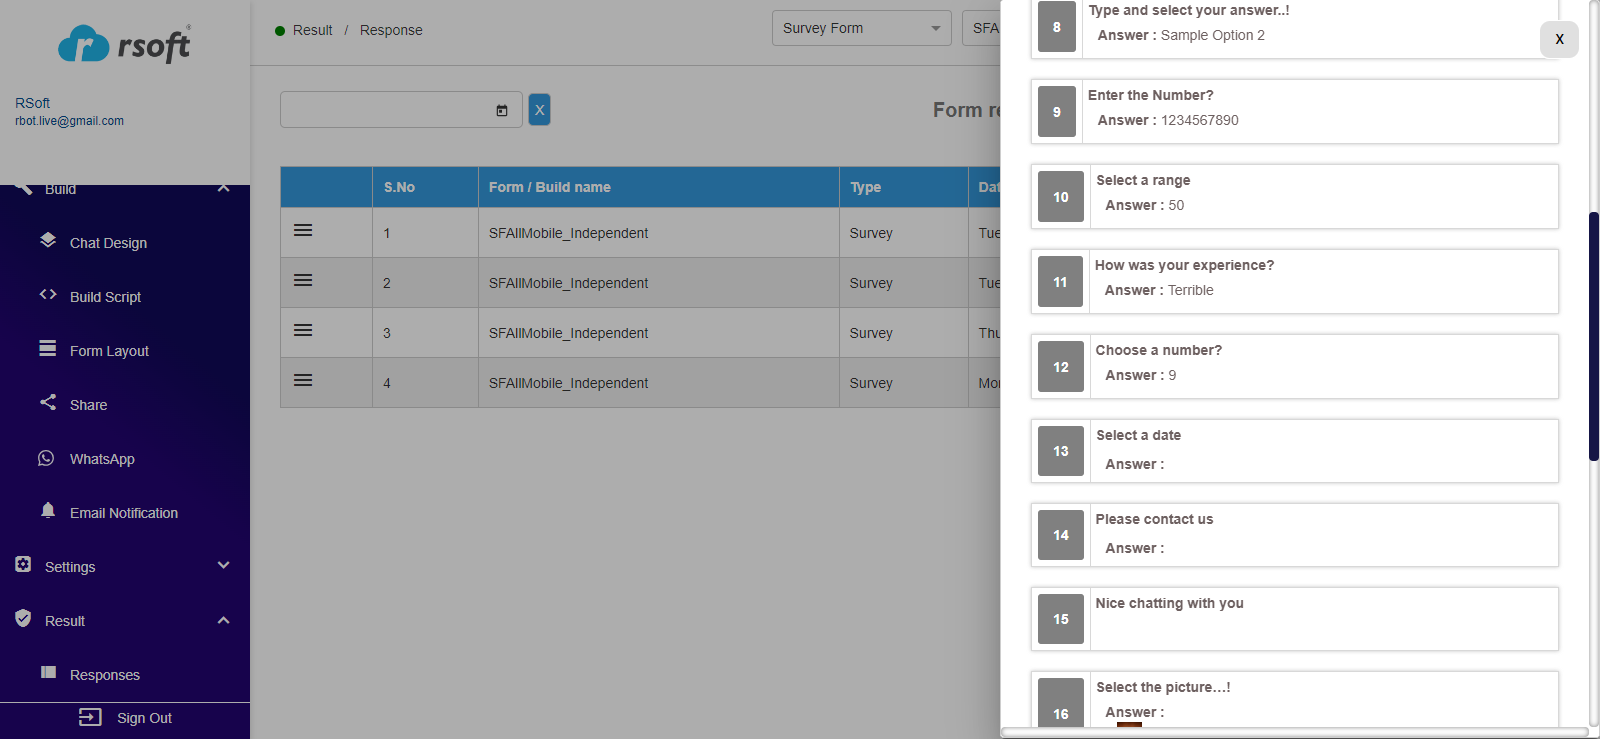 rsoft
RSoft
rbot.live@gmail.com
Build
Chat Design
Build Script
Form Layout
Share
WhatsApp
Email Notification
Settings
Result
Responses
Sign Out
Result / Response
Survey Form
SFA
X
Form re
S.No Form / Build name Type Dat
1 SFAllMobile_Independent Survey Tue
2 SFAllMobile_Independent Survey Tue
3 SFAllMobile_Independent Survey Thu
4 SFAllMobile_Independent Survey Mon
X
8 Type and select your answer..!
Answer : Sample Option 2
9 Enter the Number?
Answer : 1234567890
10 Select a range
Answer : 50
11 How was your experience?
Answer : Terrible
12 Choose a number?
Answer : 9
13 Select a date
Answer :
14 Please contact us
Answer :
15 Nice chatting with you
16 Select the picture...!
Answer :